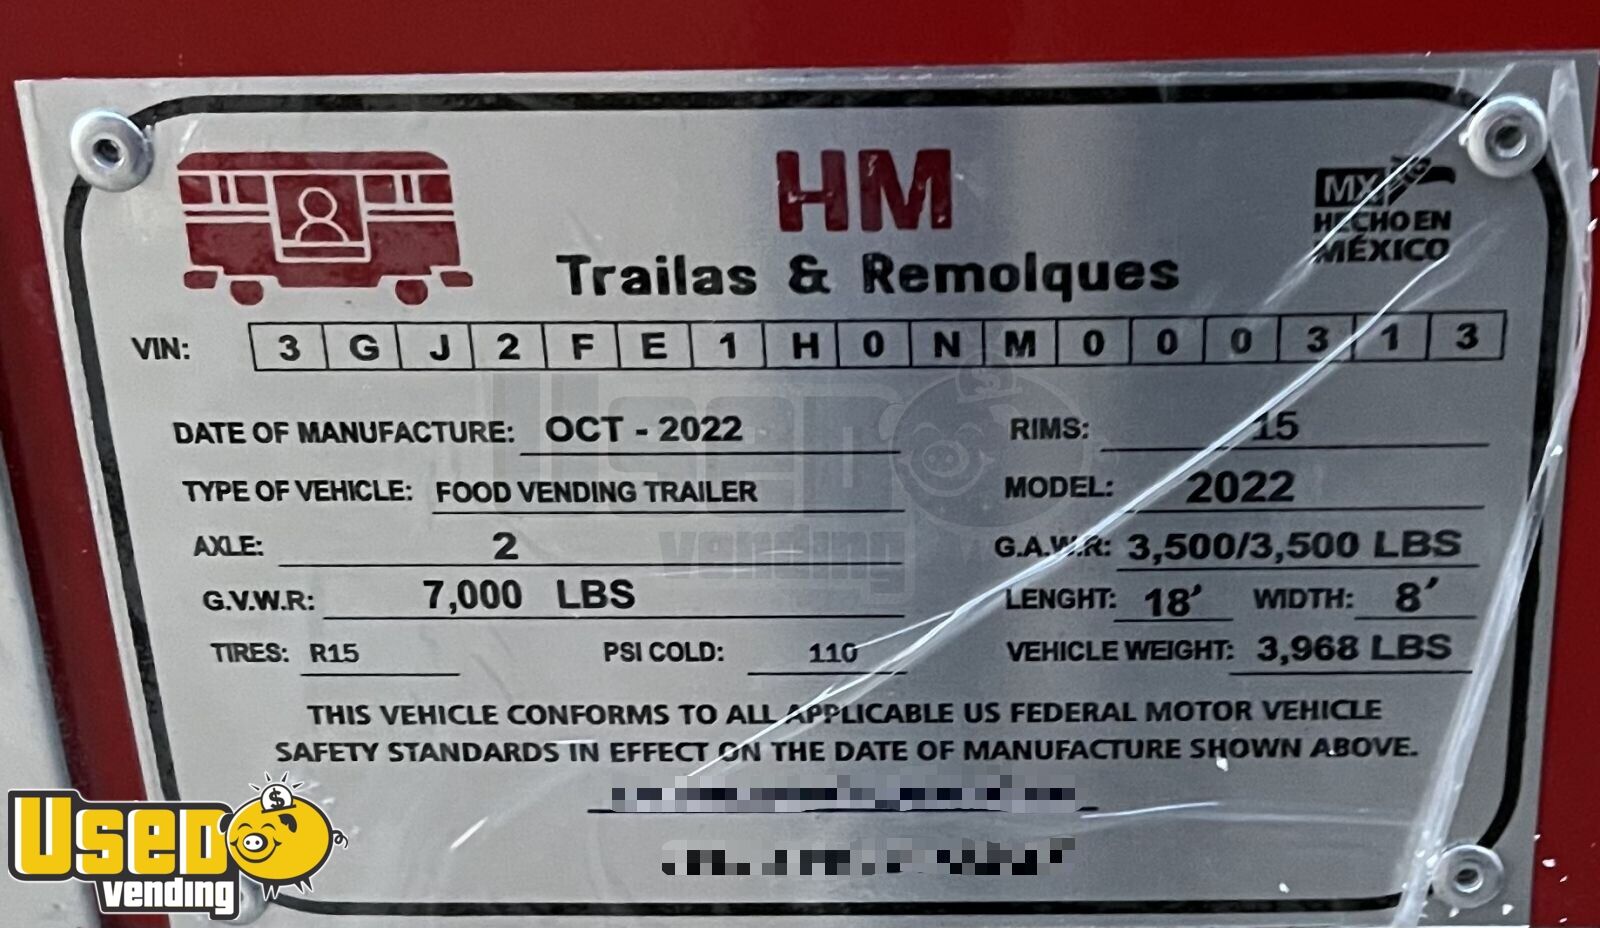 HM
Trailas & Remolques
MX
HECHO EN
MÉXICO
VIN: 3 G J 2 F E 1 H 0 N M 0 0 0 3 1 3
DATE OF MANUFACTURE: OCT - 2022 RIMS: 15
TYPE OF VEHICLE: FOOD VENDING TRAILER MODEL: 2022
AXLE: 2 G.A.W.R: 3,500/3,500 LBS
G.V.W.R: 7,000 LBS LENGHT: 18' WIDTH: 8'
TIRES: R15 PSI COLD: 110 VEHICLE WEIGHT: 3,968 LBS
THIS VEHICLE CONFORMS TO ALL APPLICABLE US FEDERAL MOTOR VEHICLE
SAFETY STANDARDS IN EFFECT ON THE DATE OF MANUFACTURE SHOWN ABOVE.
USED
vending
USED
vending